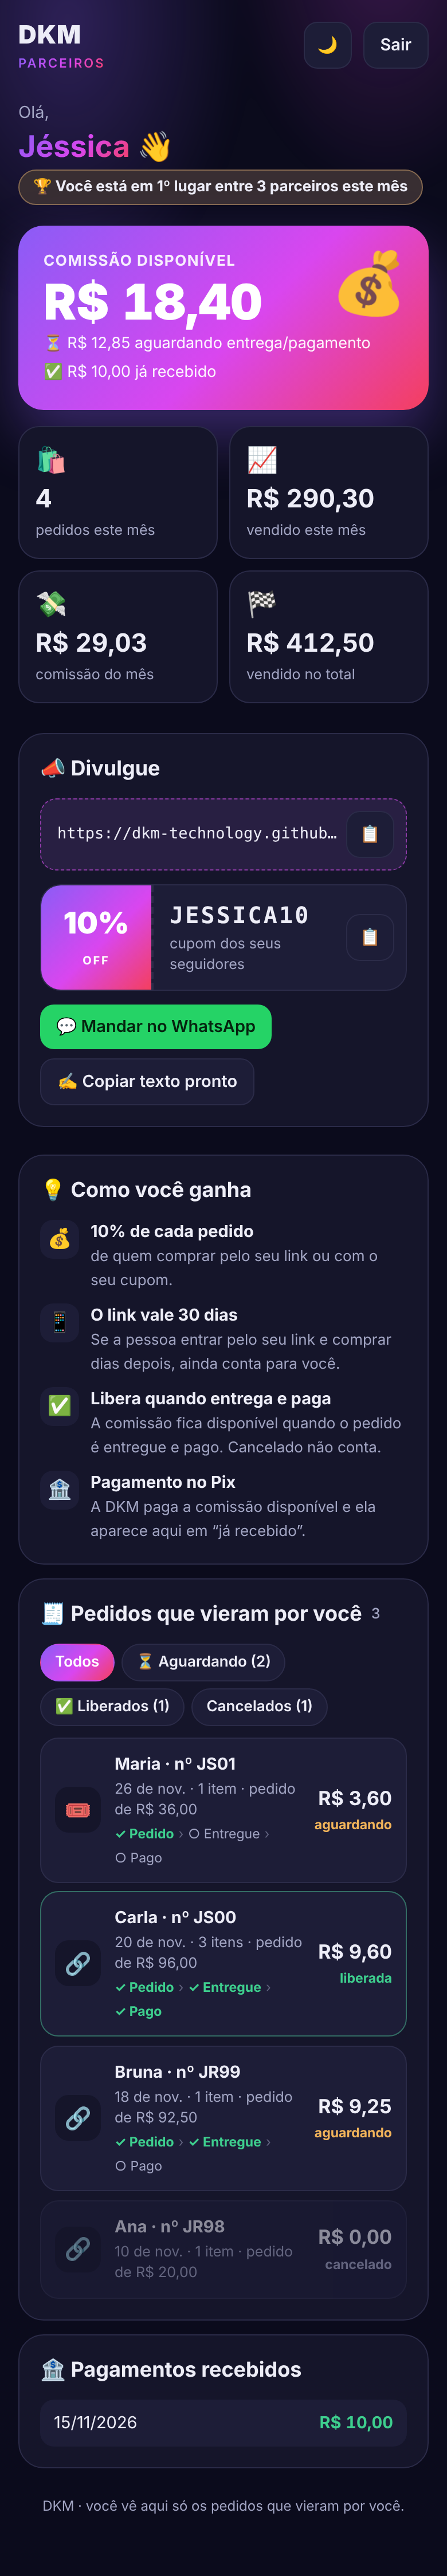 DKM
PARCEIROS
🌙
Sair
Olá,
Jéssica 👋
🏆 Você está em 1º lugar entre 3 parceiros este mês
COMISSÃO DISPONÍVEL
R$ 18,40
⏳ R$ 12,85 aguardando entrega/pagamento
✅ R$ 10,00 já recebido
4
pedidos este mês
R$ 290,30
vendido este mês
R$ 29,03
comissão do mês
R$ 412,50
vendido no total
📣 Divulgue
https://dkm-technology.github…
10%
OFF
JESSICA10
cupom dos seus
seguidores
💬 Mandar no WhatsApp
✍️ Copiar texto pronto
💡 Como você ganha
10% de cada pedido
de quem comprar pelo seu link ou com o
seu cupom.
O link vale 30 dias
Se a pessoa entrar pelo seu link e comprar
dias depois, ainda conta para você.
Libera quando entrega e paga
A comissão fica disponível quando o pedido
é entregue e pago. Cancelado não conta.
Pagamento no Pix
A DKM paga a comissão disponível e ela
aparece aqui em “já recebido”.
🧾 Pedidos que vieram por você 3
Todos
⏳ Aguardando (2)
✅ Liberados (1)
Cancelados (1)
Maria · nº JS01
26 de nov. · 1 item · pedido
de R$ 36,00
✓ Pedido › ○ Entregue ›
○ Pago
R$ 3,60
aguardando
Carla · nº JS00
20 de nov. · 3 itens · pedido
de R$ 96,00
✓ Pedido › ✓ Entregue ›
✓ Pago
R$ 9,60
liberada
Bruna · nº JR99
18 de nov. · 1 item · pedido
de R$ 92,50
✓ Pedido › ✓ Entregue ›
○ Pago
R$ 9,25
aguardando
Ana · nº JR98
10 de nov. · 1 item · pedido
de R$ 20,00
R$ 0,00
cancelado
🏦 Pagamentos recebidos
15/11/2026
R$ 10,00
DKM · você vê aqui só os pedidos que vieram por você.